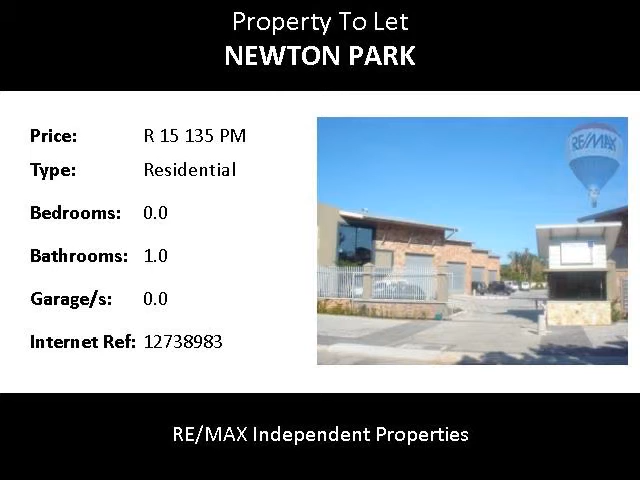 Property To Let
NEWTON PARK
Price: R 15 135 PM
Type: Residential
Bedrooms: 0.0
Bathrooms: 1.0
Garage/s: 0.0
Internet Ref: 12738983
RE/MAX
RE/MAX Independent Properties